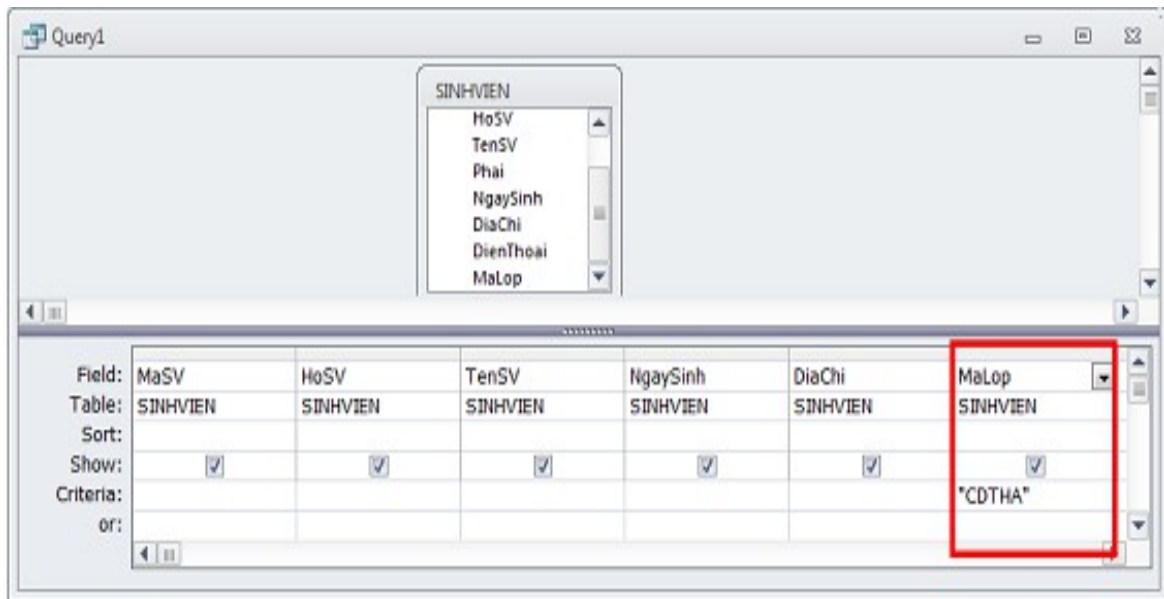 Query1
SINHVIEN
HoSV
TenSV
Phai
NgaySinh
DiaChi
DienThoai
MaLop
Field: MaSV HoSV TenSV NgaySinh DiaChi MaLop
Table: SINHVIEN SINHVIEN SINHVIEN SINHVIEN SINHVIEN SINHVIEN
Sort:
Show:
Criteria: "CDTHA"
or: